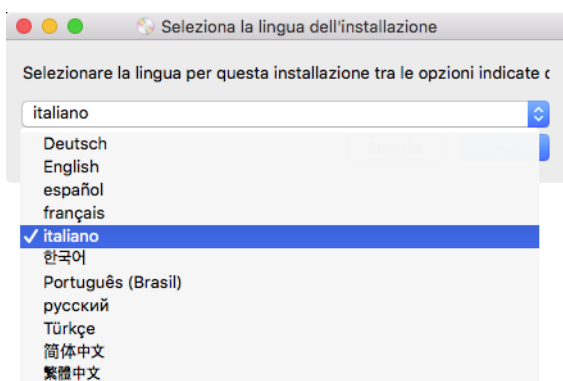 Seleziona la lingua dell'installazione
Selezionare la lingua per questa installazione tra le opzioni indicate
italiano
Deutsch
English
español
français
✓ italiano
한국어
Português (Brasil)
русский
Türkçe
简体中文
繁體中文